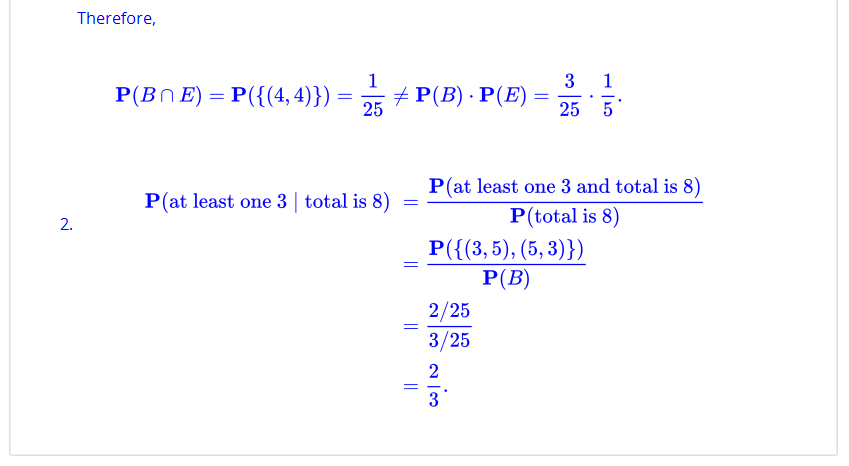 Therefore,
P(B ∩ E) = P({(4, 4)}) = 1/25 ≠ P(B) · P(E) = 3/25 · 1/5.
2.
P(at least one 3 | total is 8) = P(at least one 3 and total is 8) / P(total is 8)
= P({(3, 5), (5, 3)}) / P(B)
= 2/25 / 3/25
= 2/3.